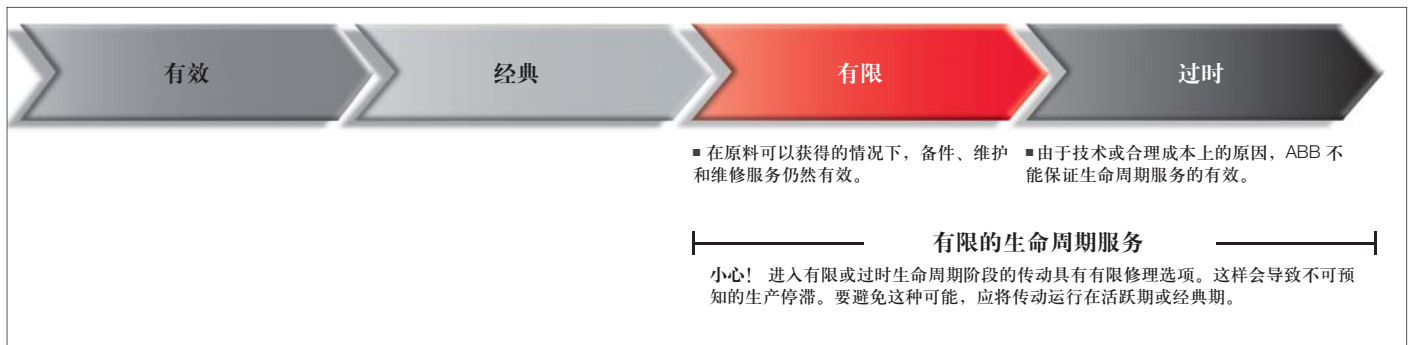 有效
经典
有限
过时
■ 在原料可以获得的情况下，备件、维护
和维修服务仍然有效。
■由于技术或合理成本上的原因，ABB 不
能保证生命周期服务的有效。
有限的生命周期服务
小心！ 进入有限或过时生命周期阶段的传动具有有限修理选项。这样会导致不可预
知的生产停滞。要避免这种可能，应将传动运行在活跃期或经典期。